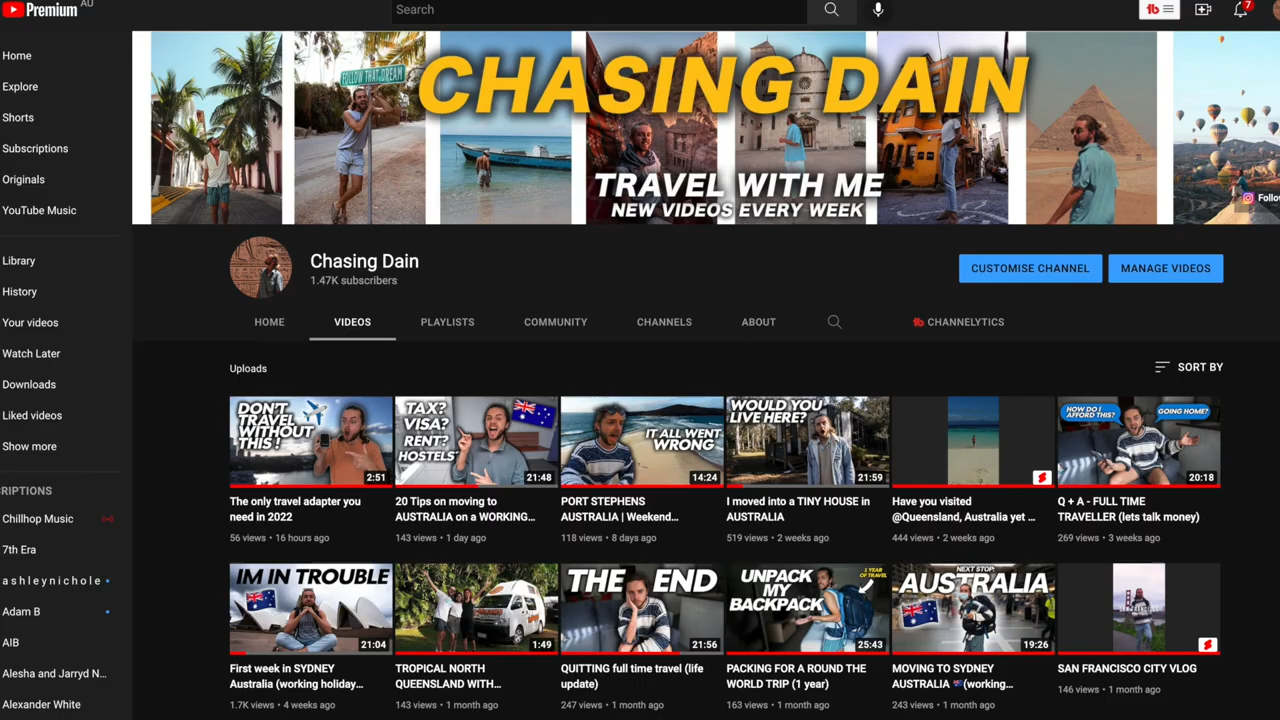 Premium AU
Search
7
Home
Explore
Shorts
Subscriptions
Originals
YouTube Music
Library
History
Your videos
Watch Later
Downloads
Liked videos
Show more
RIPTIONS
Chillhop Music
7th Era
a s h l e y n i c h o l e
Adam B
AIB
Alesha and Jarryd N...
Alexander White
FOLLOW THAT DREAM
CHASING DAIN
TRAVEL WITH ME
NEW VIDEOS EVERY WEEK
Follo
Chasing Dain
1.47K subscribers
CUSTOMISE CHANNEL
MANAGE VIDEOS
HOME
VIDEOS
PLAYLISTS
COMMUNITY
CHANNELS
ABOUT
CHANNELYTICS
Uploads
SORT BY
DON'T
TRAVEL
WITHOUT
THIS!
2:51
The only travel adapter you
need in 2022
56 views • 16 hours ago
TAX?
VISA?
RENT?
HOSTELS
21:48
20 Tips on moving to
AUSTRALIA on a WORKING...
143 views • 1 day ago
IT ALL WENT
WRONG
14:24
PORT STEPHENS
AUSTRALIA | Weekend...
118 views • 8 days ago
WOULD YOU
LIVE HERE?
21:59
I moved into a TINY HOUSE in
AUSTRALIA
519 views • 2 weeks ago
Have you visited
@Queensland, Australia yet ...
444 views • 2 weeks ago
HOW DO I
AFFORD THIS?
GOING HOME?
20:18
Q + A - FULL TIME
TRAVELLER (lets talk money)
269 views • 3 weeks ago
IM IN TROUBLE
21:04
First week in SYDNEY
Australia (working holiday...
1.7K views • 4 weeks ago
1:49
TROPICAL NORTH
QUEENSLAND WITH...
143 views • 1 month ago
THE END
21:56
QUITTING full time travel (life
update)
247 views • 1 month ago
UNPACK
MY
BACKPACK
1 YEAR
OF TRAVEL
25:43
PACKING FOR A ROUND THE
WORLD TRIP (1 year)
163 views • 1 month ago
NEXT STOP:
AUSTRALIA
19:26
MOVING TO SYDNEY
AUSTRALIA 🇦🇺(working...
243 views • 1 month ago
SAN FRANCISCO
SAN FRANCISCO CITY VLOG
146 views • 1 month ago